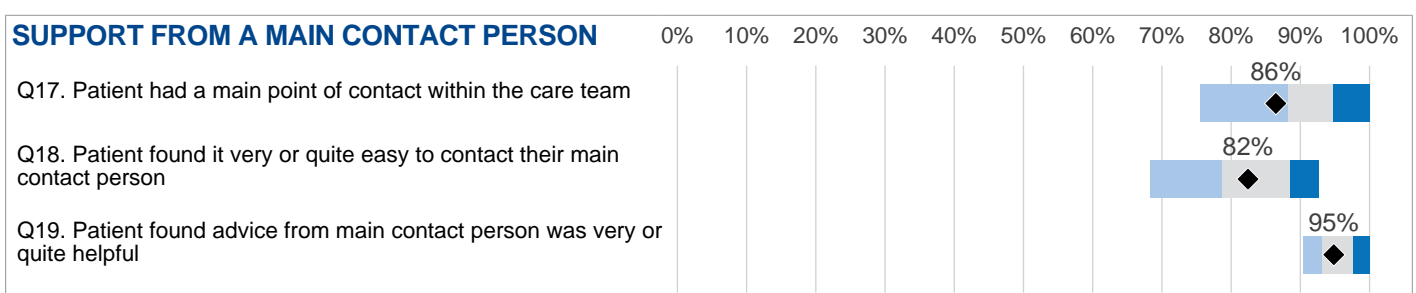 SUPPORT FROM A MAIN CONTACT PERSON 0% 10% 20% 30% 40% 50% 60% 70% 80% 90% 100%
86%
Q17. Patient had a main point of contact within the care team
82%
Q18. Patient found it very or quite easy to contact their main
contact person
95%
Q19. Patient found advice from main contact person was very or
quite helpful